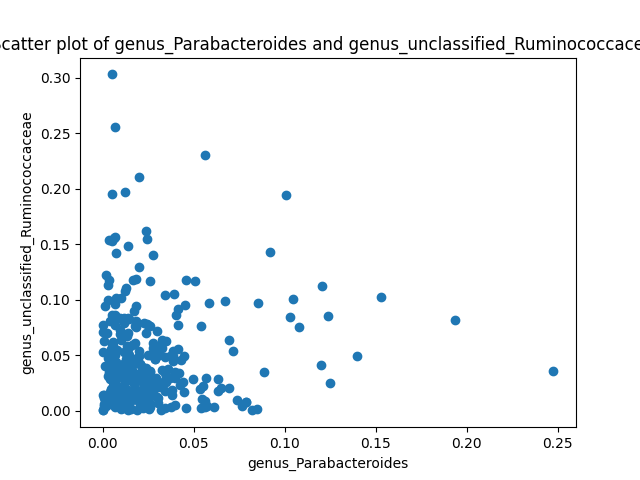 catter plot of genus_Parabacteroides and genus_unclassified_Ruminococcace
0.30
0.25
0.20
0.15
0.10
0.05
0.00
genus_unclassified_Ruminococcaceae
0.00 0.05 0.10 0.15 0.20 0.25
genus_Parabacteroides